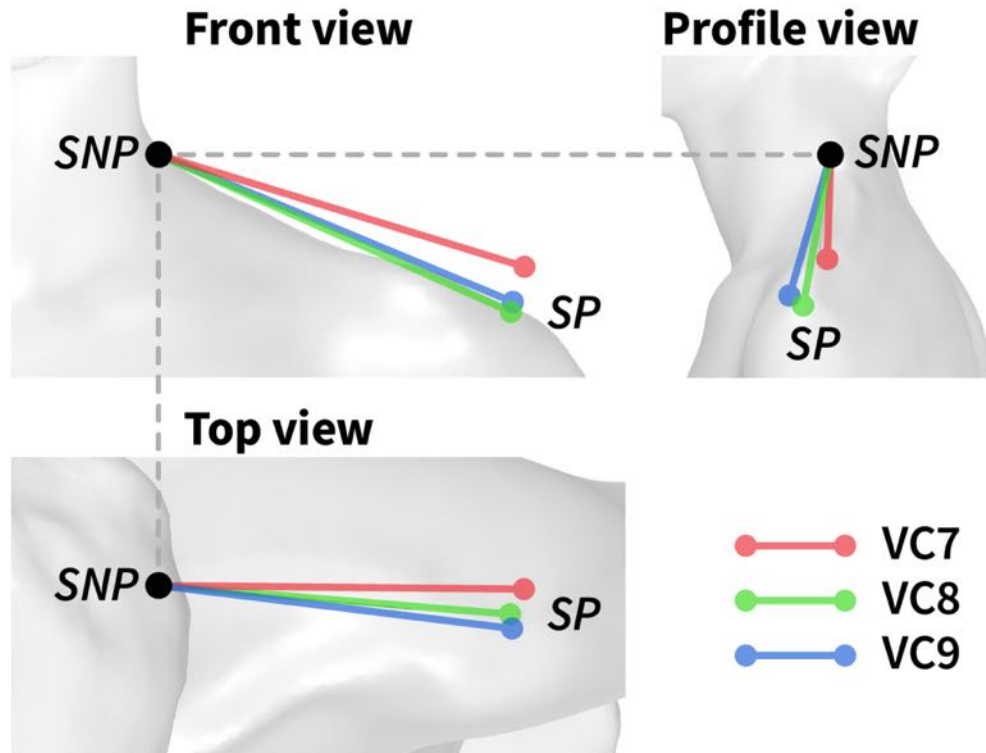 Front view
Profile view
SNP
SNP
SP
SP
Top view
SNP
SP
VC7
VC8
VC9